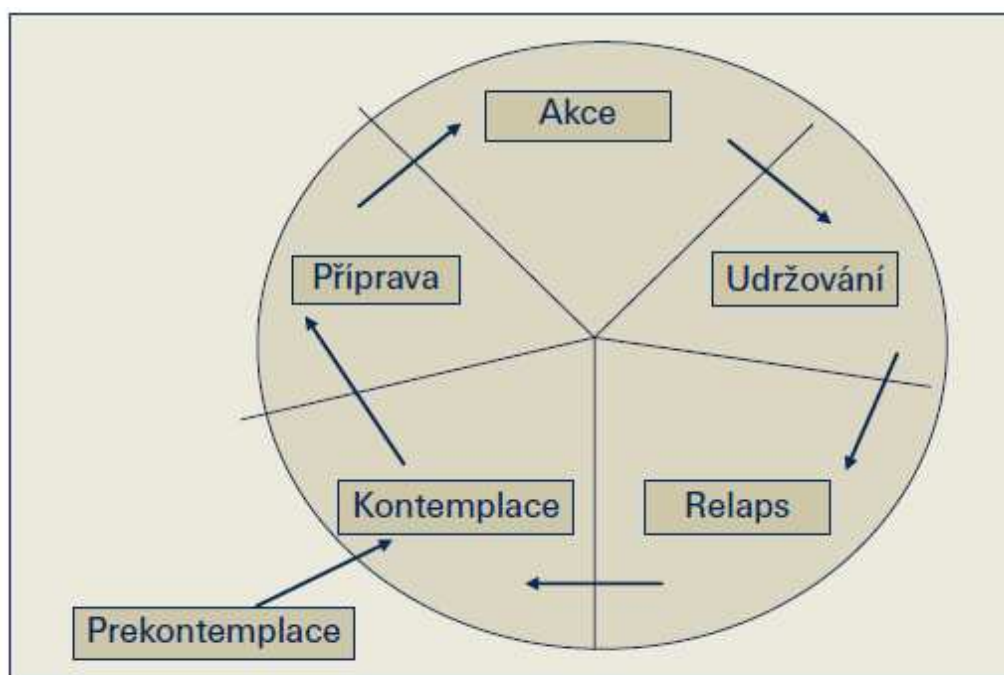 Akce
Příprava
Udržování
Kontemplace
Relaps
Prekontemplace